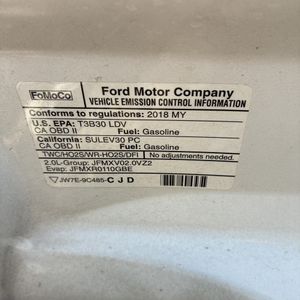 FoMoCo
Ford Motor Company
VEHICLE EMISSION CONTROL INFORMATION
Conforms to regulations: 2018 MY
U.S. EPA: T3B30 LDV
CA OBD II Fuel: Gasoline
California: SULEV30 PC
CA OBD II Fuel: Gasoline
TWC/HO2S/WR-HO2S/DFI No adjustments needed.
2.0L-Group: JFMXV02.0VZ2
Evap: JFMXR0110GBE
JW7E-9C485-CJD